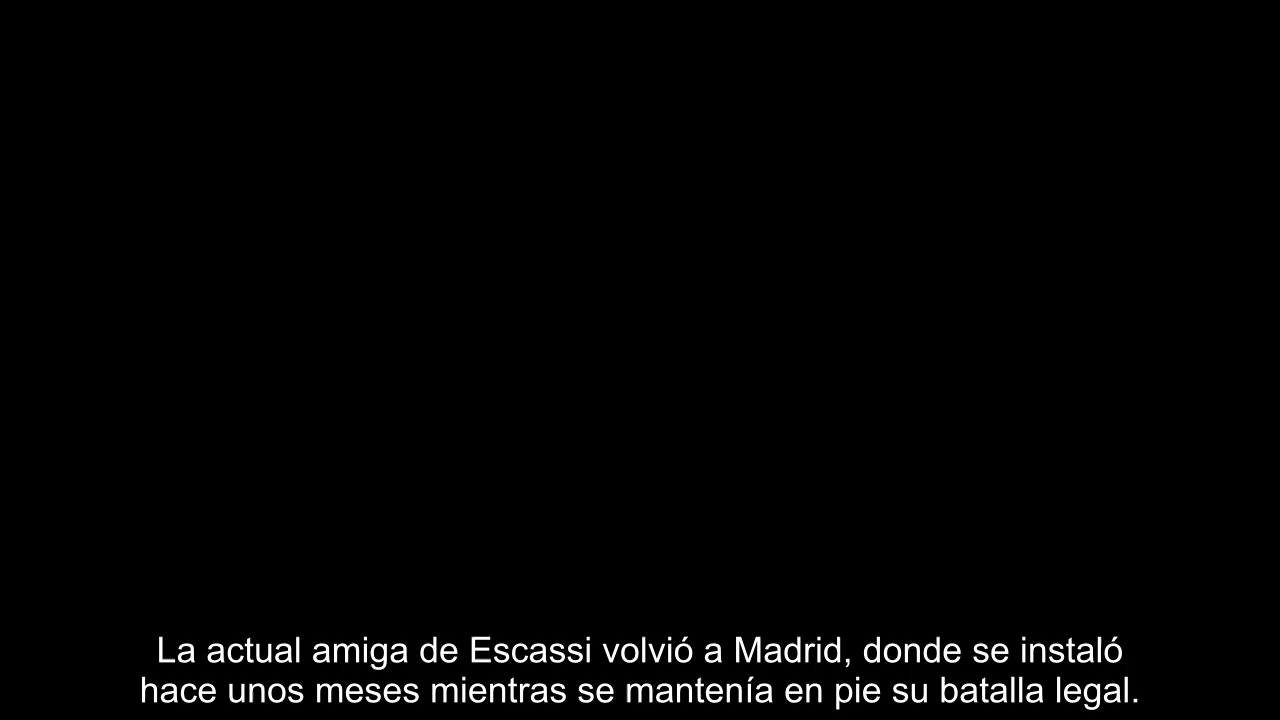 La actual amiga de Escassi volvió a Madrid, donde se instaló
hace unos meses mientras se mantenía en pie su batalla legal.